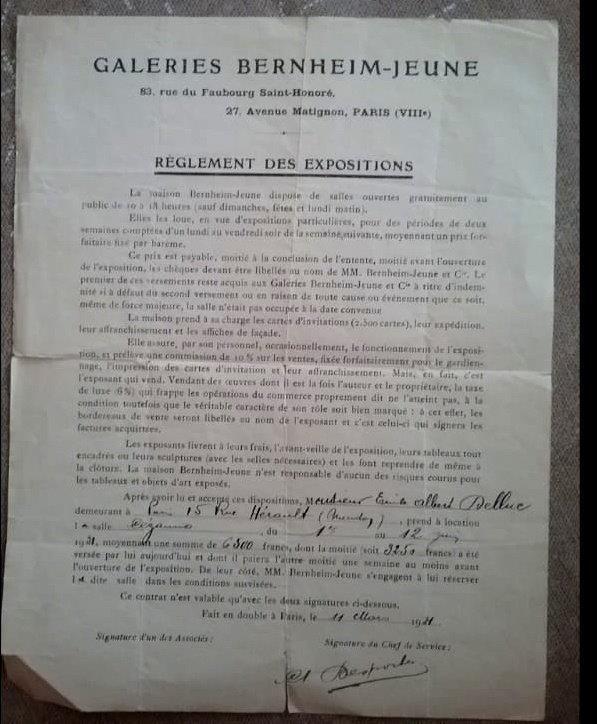 GALERIES BERNHEIM-JEUNE
83, rue du Faubourg Saint-Honoré,
27, Avenue Matignon, PARIS (VIIIe)
RÈGLEMENT DES EXPOSITIONS
La maison Bernheim-Jeune dispose de salles ouvertes gratuitement au
public de 10 à 18 heures (sauf dimanches, fêtes et lundi matin).
Elles les loue, en vue d'expositions particulières, pour des périodes de deux
semaines comptées d'un lundi au vendredi soir de la semaine suivante, moyennant un prix for-
faitaire fixé par barème.
Ce prix est payable, moitié à la conclusion de l'entente, moitié avant l'ouverture
de l'exposition, les chèques devant être libellés au nom de MM. Bernheim-Jeune et Cie. Le
premier de ces versements reste acquis aux Galeries Bernheim-Jeune et Cie à titre d'indem-
nité si à défaut du second versement ou en raison de toute cause ou événement que ce soit,
même de force majeure, la salle n'était pas occupée à la date convenue
La maison prend à sa charge les cartes d'invitations (2.500 cartes), leur expédition,
leur affranchissement et les affiches de façade.
Elle assure, par son personnel, occasionnellement, le fonctionnement de l'exposi-
tion, et prélève une commission de 10 % sur les ventes, fixée forfaitairement pour le gardien-
nage, l'impression des cartes d'invitation et leur affranchissement. Mais, en fait, c'est
l'exposant qui vend. Vendant des œuvres dont il est la fois l'auteur et le propriétaire, la taxe
de luxe (6%) qui frappe les opérations du commerce proprement dit ne l'atteint pas, à la
condition toutefois que le véritable caractère de son rôle soit bien marqué : à cet effet, les
bordereaux de vente seront libellés au nom de l'exposant et c'est celui-ci qui signera les
factures acquittées.
Les exposants livrent à leurs frais, l'avant-veille de l'exposition, leurs tableaux tout
encadrés ou leurs sculptures (avec les selles nécessaires) et les font reprendre de même à
la clôture. La maison Bernheim-Jeune n'est responsable d'aucun des risques courus pour
les tableaux et objets d'art exposés.
Après avoir lu et accepté ces dispositions, Monsieur Emile Albert Delluc
demeurant à Paris 15 Rue Hérault, prend à location
la salle, du 1er au 12 juin
1921, moyennant une somme de 6500 francs, dont la moitié (soit 3250 francs) a été
versée par lui aujourd'hui et dont il paiera l'autre moitié une semaine au moins avant
l'ouverture de l'exposition. De leur côté, MM. Bernheim-Jeune s'engagent à lui réserver
la dite salle dans les conditions susvisées.
Ce contrat n'est valable qu'avec les deux signatures ci-dessous.
Fait en double à Paris, le 11 Mars 1921
Signature d'un des Associés :
Signature du Chef de Service :